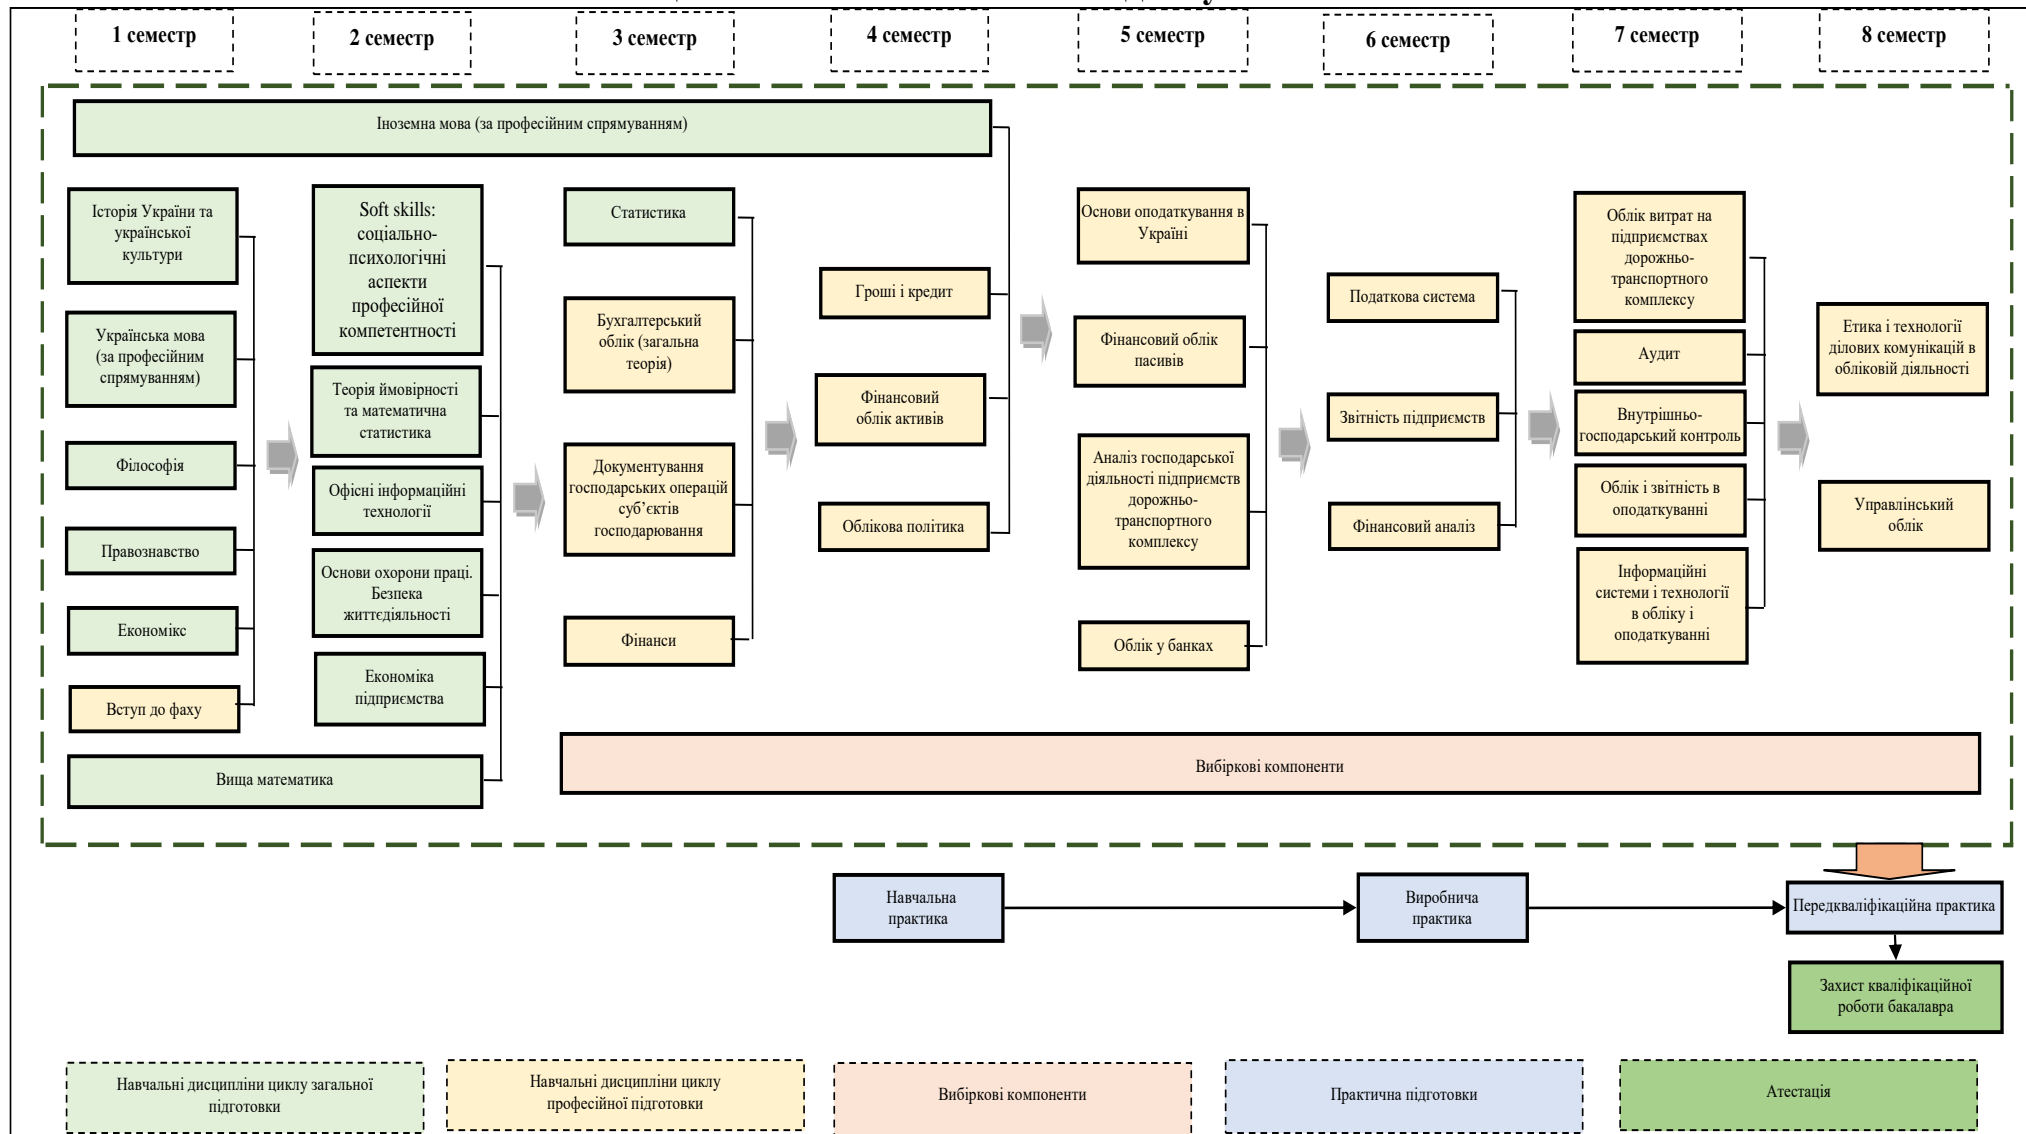 1 семестр
2 семестр
3 семестр
4 семестр
5 семестр
6 семестр
7 семестр
8 семестр
Іноземна мова (за професійним спрямуванням)
Історія України та
української
культури
Українська мова
(за професійним
спрямуванням)
Філософія
Правознавство
Економікс
Вступ до фаху
Вища математика
Soft skills:
соціально-
психологічні
аспекти
професійної
компетентності
Теорія ймовірності
та математична
статистика
Офісні інформаційні
технології
Основи охорони праці.
Безпека
життєдіяльності
Економіка
підприємства
Статистика
Бухгалтерський
облік (загальна
теорія)
Документування
господарських операцій
суб’єктів
господарювання
Фінанси
Гроші і кредит
Фінансовий
облік активів
Облікова політика
Основи оподаткування в
Україні
Фінансовий облік
пасивів
Аналіз господарської
діяльності підприємств
дорожньо-
транспортного
комплексу
Облік у банках
Податкова система
Звітність підприємств
Фінансовий аналіз
Облік витрат на
підприємствах
дорожньо-
транспортного
комплексу
Аудит
Внутрішньо-
господарський контроль
Облік і звітність в
оподаткуванні
Інформаційні
системи і технології
в обліку і
оподаткуванні
Етика і технології
ділових комунікацій в
обліковій діяльності
Управлінський
облік
Вибіркові компоненти
Навчальна
практика
Виробнича
практика
Передкваліфікаційна практика
Захист кваліфікаційної
роботи бакалавра
Навчальні дисципліни циклу загальної
підготовки
Навчальні дисципліни циклу
професійної підготовки
Вибіркові компоненти
Практична підготовки
Атестація